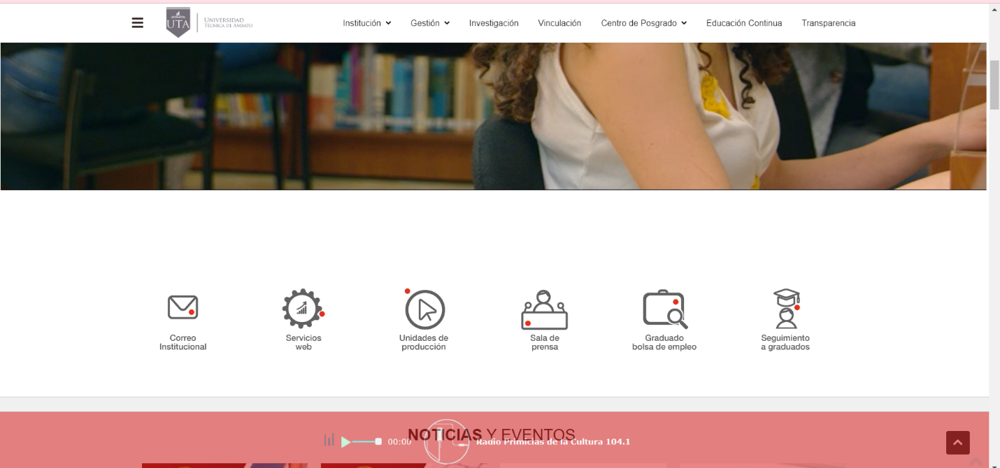 UTA
UNIVERSIDAD
TÉCNICA DE AMBATO
Institución
Gestión
Investigación
Vinculación
Centro de Posgrado
Educación Continua
Transparencia
Correo
Institucional
Servicios
web
Unidades de
producción
Sala de
prensa
Graduado
bolsa de empleo
Seguimiento
a graduados
NOTICIAS Y EVENTOS
00:00
Radio Primicias de la Cultura 104.1